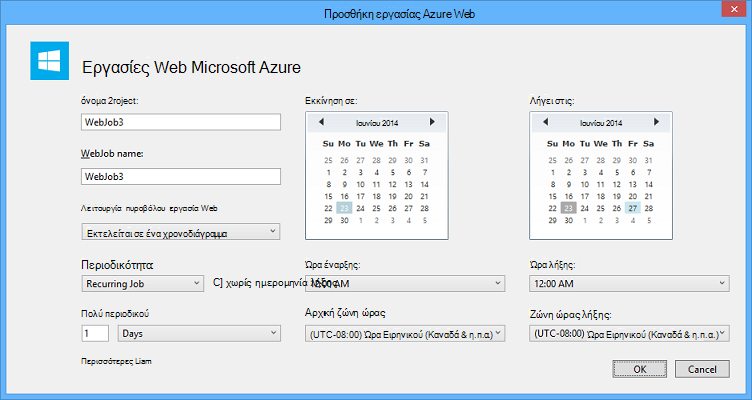 Προσθήκη εργασίας Azure Web
Εργασίες Web Microsoft Azure
όνομα 2roject:
WebJob3
WebJob name:
WebJob3
Λειτουργία πυροβόλου εργασία Web
Εκτελείται σε ένα χρονοδιάγραμμα
Περιοδικότητα
Recurring Job
C] χωρίς ημερομηνία λήξης
Πολύ περιοδικού
1 Days
Περισσότερες Liam
Εκκίνηση σε:
Ιουνίου 2014
Su Mo Tu We Th Fr Sa
25 26 27 28 29 30 31
1 2 3 4 5 6 7
8 9 10 11 12 13 14
15 16 17 18 19 20 21
22 23 24 25 26 27 28
29 30 1 2 3 4 5
Ώρα έναρξης:
12:00 AM
Αρχική ζώνη ώρας
(UTC-08:00) Ώρα Ειρηνικού (Καναδά & η.π.α.)
Λήγει στις:
Ιουνίου 2014
Su Mo Tu We Th Fr Sa
25 26 27 28 29 30 31
1 2 3 4 5 6 7
8 9 10 11 12 13 14
15 16 17 18 19 20 21
22 23 24 25 26 27 28
29 30 1 2 3 4 5
Ώρα λήξης:
12:00 AM
Ζώνη ώρας λήξης:
(UTC-08:00) Ώρα Ειρηνικού (Καναδά & η.π.α.)
OK
Cancel